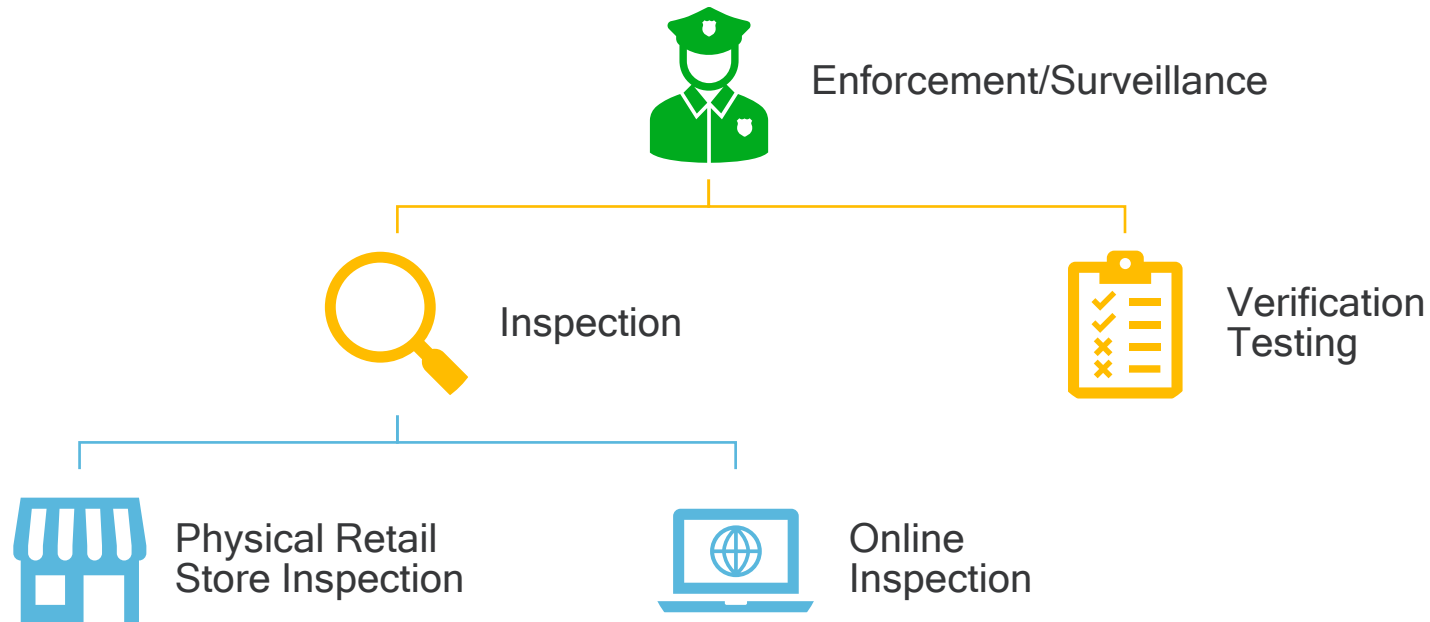 Enforcement/Surveillance
Inspection
Verification
Testing
Physical Retail
Store Inspection
Online
Inspection